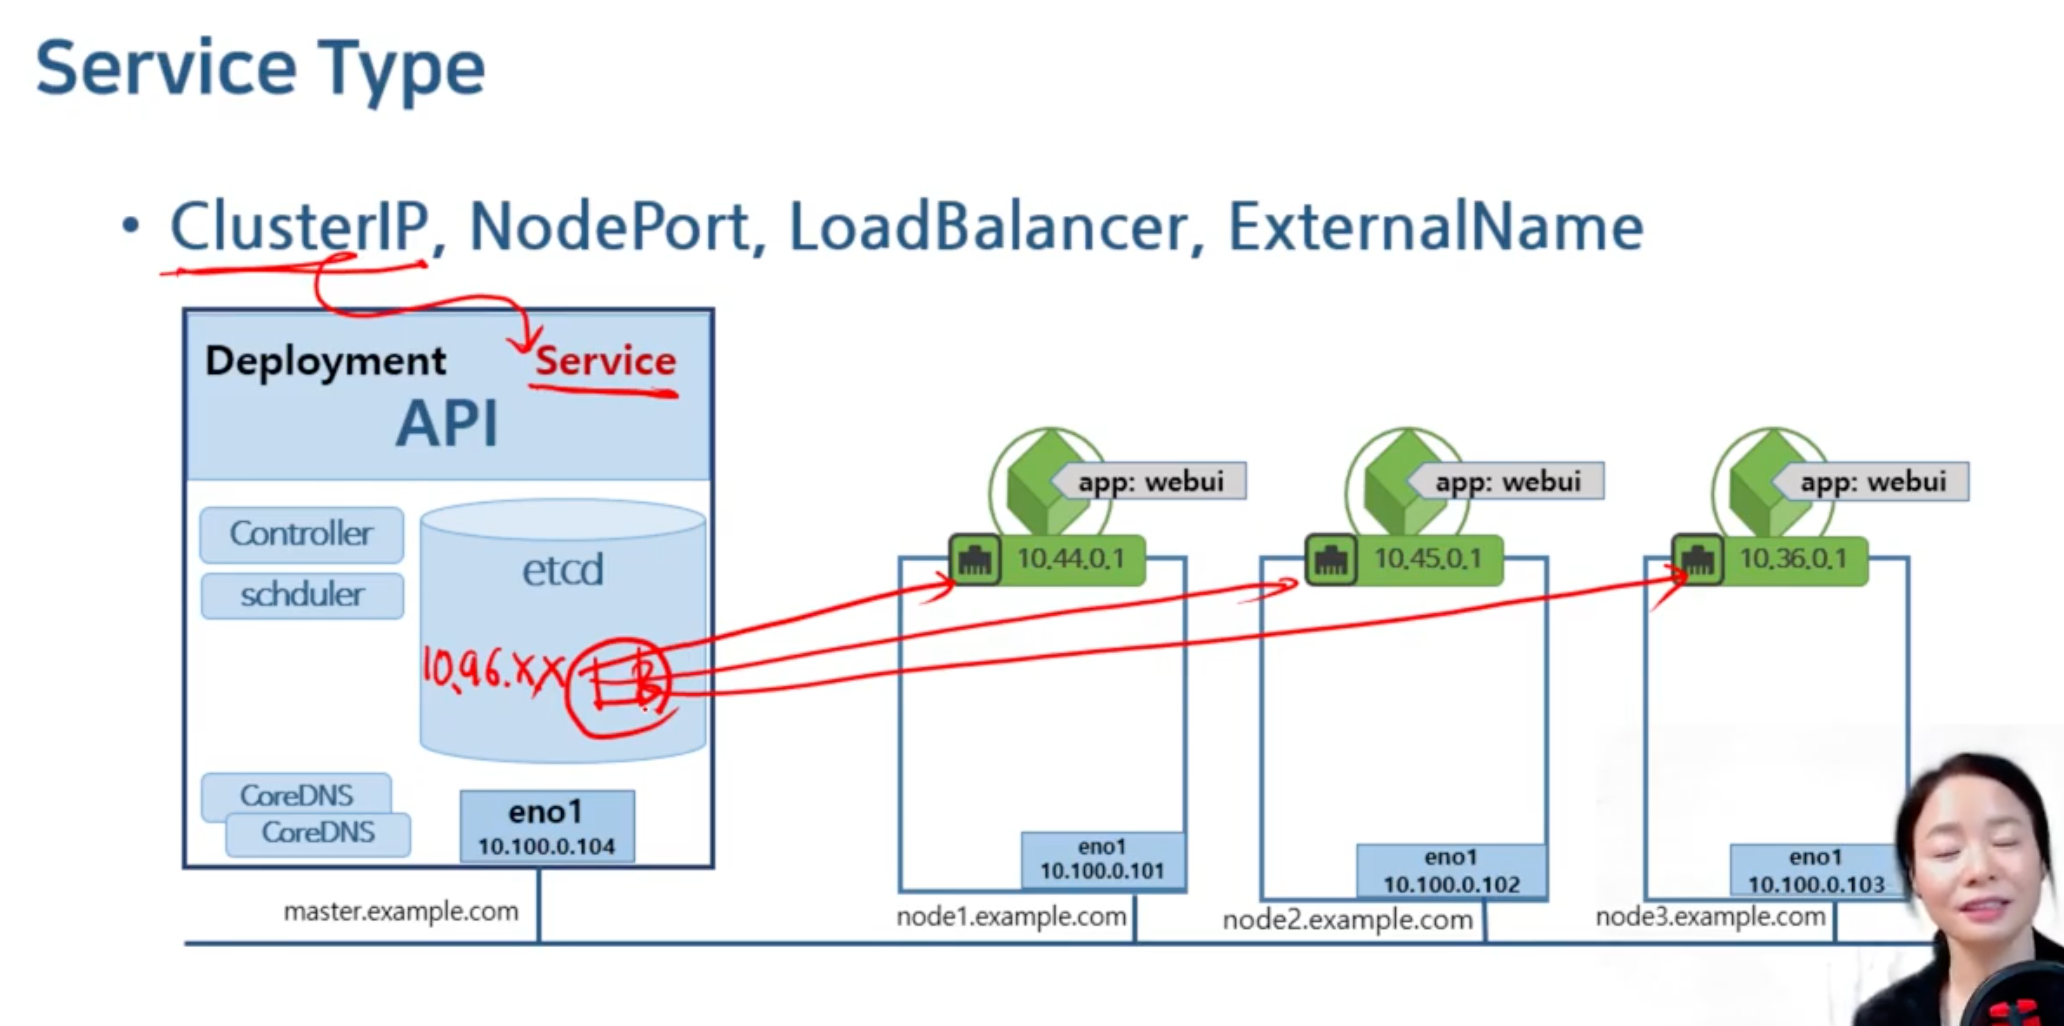 Service Type
• ClusterIP, NodePort, LoadBalancer, ExternalName
Deployment Service
API
Controller
schduler
etcd
10.96.XX LB
CoreDNS
CoreDNS
eno1
10.100.0.104
master.example.com
app: webui
10.44.0.1
eno1
10.100.0.101
node1.example.com
app: webui
10.45.0.1
eno1
10.100.0.102
node2.example.com
app: webui
10.36.0.1
eno1
10.100.0.103
node3.example.com